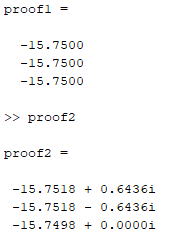 proof1 =
-15.7500
-15.7500
-15.7500
>> proof2
proof2 =
-15.7518 + 0.6436i
-15.7518 - 0.6436i
-15.7498 + 0.0000i